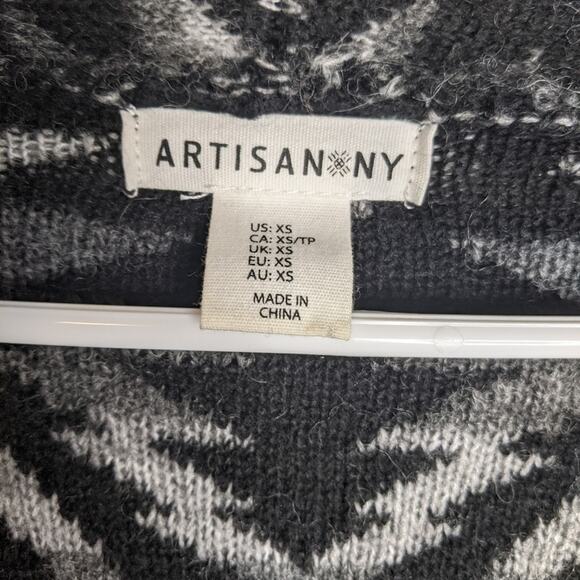 ARTISAN NY
US: XS
CA: XS/TP
UK: XS
EU: XS
AU: XS
MADE IN
CHINA